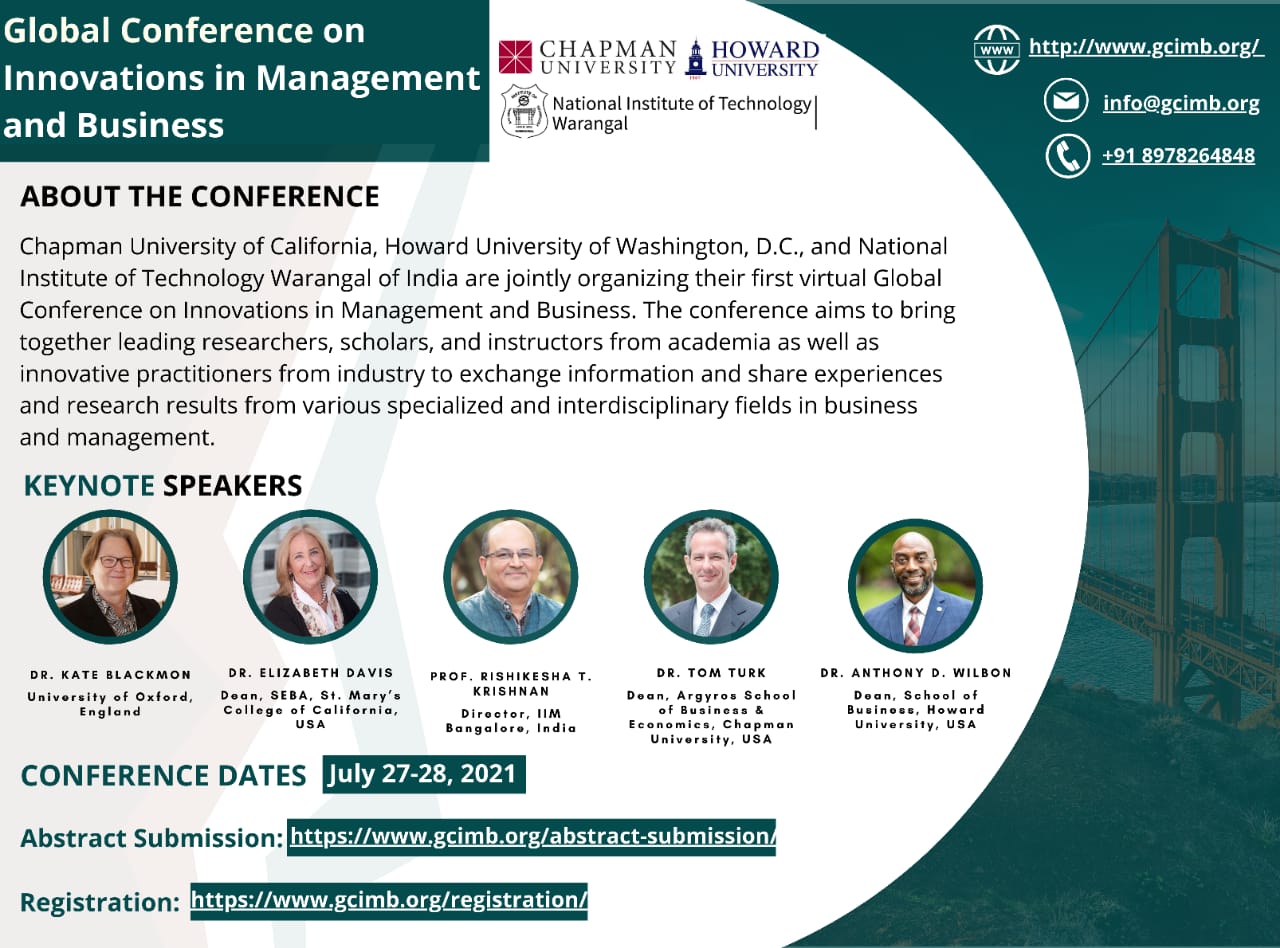 Global Conference on
Innovations in Management
and Business
CHAPMAN
UNIVERSITY
HOWARD
UNIVERSITY
National Institute of Technology
Warangal
www
http://www.gcimb.org/
info@gcimb.org
+91 8978264848
ABOUT THE CONFERENCE
Chapman University of California, Howard University of Washington, D.C., and National
Institute of Technology Warangal of India are jointly organizing their first virtual Global
Conference on Innovations in Management and Business. The conference aims to bring
together leading researchers, scholars, and instructors from academia as well as
innovative practitioners from industry to exchange information and share experiences
and research results from various specialized and interdisciplinary fields in business
and management.
KEYNOTE SPEAKERS
DR. KATE BLACKMON
University of Oxford,
England
DR. ELIZABETH DAVIS
Dean, SEBA, St. Mary's
College of California,
USA
PROF. RISHIKESHA T.
KRISHNAN
Director, IIM
Bangalore, India
DR. TOM TURK
Dean, Argyros School
of Business &
Economics, Chapman
University, USA
DR. ANTHONY D. WILBON
Dean, School of
Business, Howard
University, USA
CONFERENCE DATES July 27-28, 2021
Abstract Submission: https://www.gcimb.org/abstract-submission/
Registration: https://www.gcimb.org/registration/